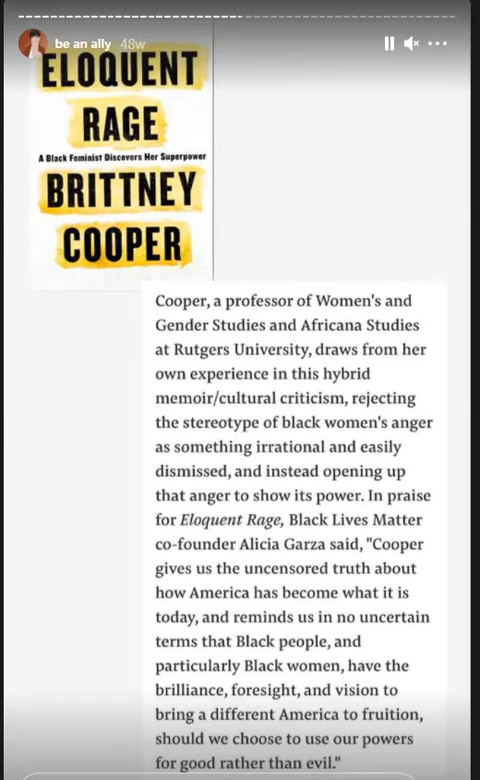 be an ally 48w
ELOQUENT
RAGE
A Black Feminist Discovers Her Superpower
BRITTNEY
COOPER
Cooper, a professor of Women's and
Gender Studies and Africana Studies
at Rutgers University, draws from her
own experience in this hybrid
memoir/cultural criticism, rejecting
the stereotype of black women's anger
as something irrational and easily
dismissed, and instead opening up
that anger to show its power. In praise
for Eloquent Rage, Black Lives Matter
co-founder Alicia Garza said, "Cooper
gives us the uncensored truth about
how America has become what it is
today, and reminds us in no uncertain
terms that Black people, and
particularly Black women, have the
brilliance, foresight, and vision to
bring a different America to fruition,
should we choose to use our powers
for good rather than evil."